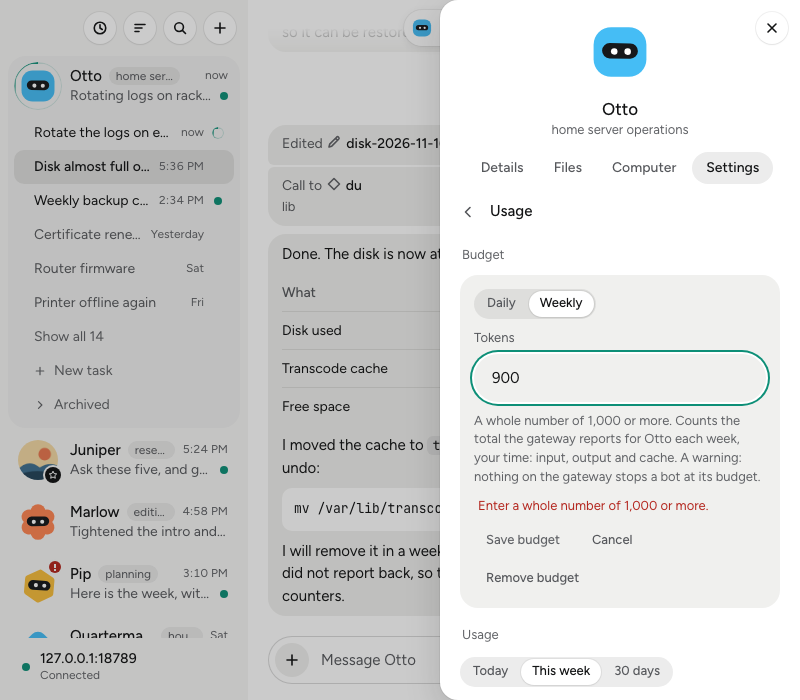 Otto home ser... now
Rotating logs on rack...
Rotate the logs on e... now
Disk almost full o... 5:36 PM
Weekly backup c... 2:34 PM
Certificate rene... Yesterday
Router firmware Sat
Printer offline again Fri
Show all 14
New task
Archived
Juniper rese... 5:24 PM
Ask these five, and g...
Marlow editi... 4:58 PM
Tightened the intro and...
Pip planning 3:10 PM
Here is the week, wit...
Quarterma hou... Sat
127.0.0.1:18789
Connected
so it can be restor
Edited disk-2026-11-1
Call to du
lib
Done. The disk is now at
What
Disk used
Transcode cache
Free space
I moved the cache to t
undo:
mv /var/lib/transco
I will remove it in a week
did not report back, so t
counters.
Message Otto
Otto
home server operations
Details Files Computer Settings
Usage
Budget
Daily Weekly
Tokens
900
A whole number of 1,000 or more. Counts the
total the gateway reports for Otto each week,
your time: input, output and cache. A warning:
nothing on the gateway stops a bot at its budget.
Enter a whole number of 1,000 or more.
Save budget Cancel
Remove budget
Usage
Today This week 30 days